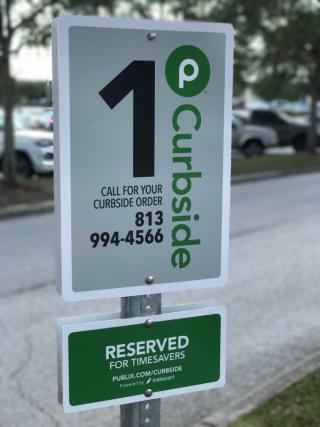 1
p Curbside
CALL FOR YOUR
CURBSIDE ORDER
813
994-4566
RESERVED
FOR TIMESAVERS
PUBLIX.COM/CURBSIDE
Powered by instacart